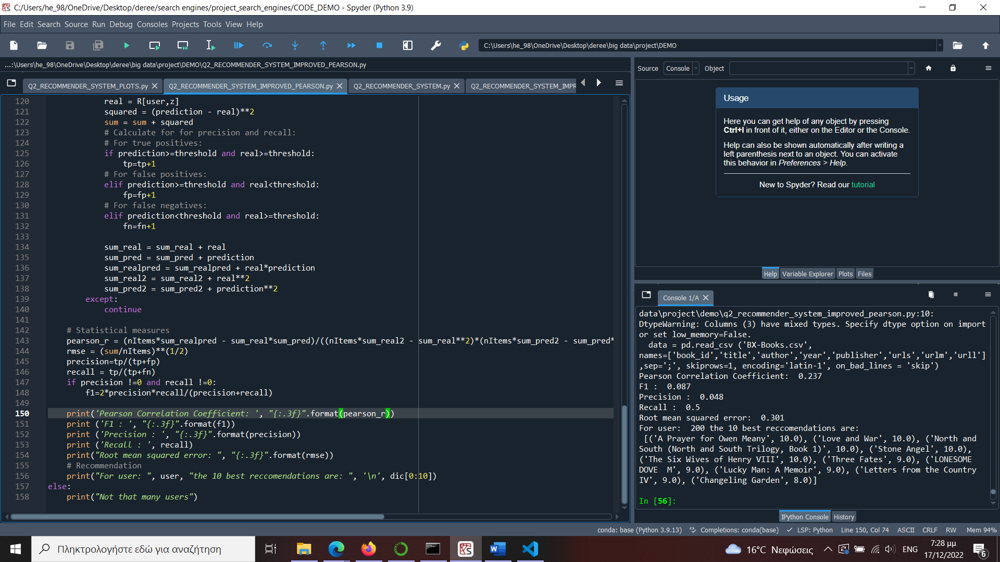 C:/Users/he_98/OneDrive/Desktop/deree/search engines/project_search_engines/CODE_DEMO - Spyder (Python 3.9)
File Edit Search Source Run Debug Consoles Projects Tools View Help
C:\Users\he_98\OneDrive\Desktop\deree\big data\project\DEMO
...:\Users\he_98\OneDrive\Desktop\deree\big data\project\DEMO\Q2_RECOMMENDER_SYSTEM_IMPROVED_PEARSON.py
Q2_RECOMMENDER_SYSTEM_PLOTS.py Q2_RECOMMENDER_SYSTEM_IMPROVED_PEARSON.py Q2_RECOMMENDER_SYSTEM.py Q2_RECOMMENDER_SYSTEM_IMPR
120 real = R[user,z]
121 squared = (prediction - real)**2
122 sum = sum + squared
123 # Calculate for for precision and recall:
124 # For true positives:
125 if prediction>=threshold and real>=threshold:
126 tp=tp+1
127 # For false positives:
128 elif prediction>=threshold and real<threshold:
129 fp=fp+1
130 # For false negatives:
131 elif prediction<threshold and real>=threshold:
132 fn=fn+1
133
134 sum_real = sum_real + real
135 sum_pred = sum_pred + prediction
136 sum_realpred = sum_realpred + real*prediction
137 sum_real2 = sum_real2 + real**2
138 sum_pred2 = sum_pred2 + prediction**2
139 except:
140 continue
141
142 # Statistical measures
143 pearson_r = (nItems*sum_realpred - sum_real*sum_pred)/((nItems*sum_real2 - sum_real**2)*(nItems*sum_pred2 - sum_pred*
144 rmse = (sum/nItems)**(1/2)
145 precision=tp/(tp+fp)
146 recall = tp/(tp+fn)
147 if precision !=0 and recall !=0:
148 f1=2*precision*recall/(precision+recall)
149
150 print('Pearson Correlation Coefficient: ', "{:.3f}".format(pearson_r))
151 print ('F1 : ', "{:.3f}".format(f1))
152 print ('Precision : ', "{:.3f}".format(precision))
153 print ('Recall : ', recall)
154 print("Root mean squared error: ", "{:.3f}".format(rmse))
155 # Recommendation
156 print("For user: ", user, "the 10 best reccomendations are: ", '\n', dic[0:10])
157 else:
158 print("Not that many users")
Source Console Object
Usage
Here you can get help of any object by pressing
Ctrl+I in front of it, either on the Editor or the Console.
Help can also be shown automatically after writing a
left parenthesis next to an object. You can activate
this behavior in Preferences > Help.
New to Spyder? Read our tutorial
Help Variable Explorer Plots Files
Console 1/A
data\project\demo\q2_recommender_system_improved_pearson.py:10:
DtypeWarning: Columns (3) have mixed types. Specify dtype option on import
or set low_memory=False.
data = pd.read_csv ('BX-Books.csv',
names=['book_id','title','author','year','publisher','urls','urlm','urll']
,sep=';', skiprows=1, encoding='latin-1', on_bad_lines = 'skip')
Pearson Correlation Coefficient:  0.237
F1 :  0.087
Precision :  0.048
Recall :  0.5
Root mean squared error:  0.301
For user:  200 the 10 best reccomendations are:
[('A Prayer for Owen Meany', 10.0), ('Love and War', 10.0), ('North and
South (North and South Trilogy, Book 1)', 10.0), ('Stone Angel', 10.0),
('The Six Wives of Henry VIII', 10.0), ('Three Fates', 9.0), ('LONESOME
DOVE  M', 9.0), ('Lucky Man: A Memoir', 9.0), ('Letters from the Country
IV', 9.0), ('Changeling Garden', 8.0)]
In [56]:
IPython Console History
conda: base (Python 3.9.13) Completions: conda(base) LSP: Python Line 150, Col 74 ASCII CRLF RW Mem 94%
Πληκτρολογήστε εδώ για αναζήτηση
16°C Νεφώσεις ENG 7:28 μμ
17/12/2022
6